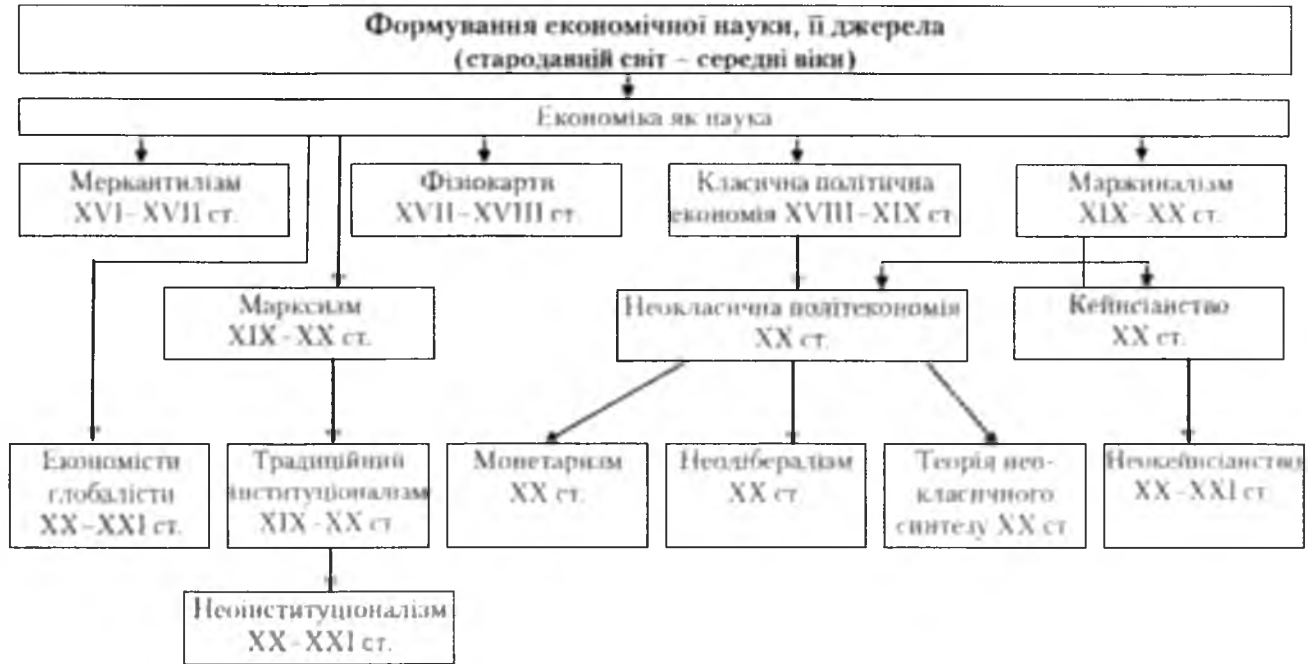 Формування економічної науки, її джерела
(стародавній світ – середні віки)
Економіка як наука
Меркантилізм
XVI–XVII ст.
Фізіокарти
XVII–XVIII ст.
Класична політична
економія XVIII–XIX ст.
Маржиналізм
XIX–XX ст.
Марксизм
XIX–XX ст.
Неокласична політекономія
XX ст.
Кейнсіанство
XX ст.
Економісти
глобалісти
XX–XXI ст.
Традиційний
інституціоналізм
XIX–XX ст
Монетаризм
XX ст.
Неолібералізм
XX ст.
Теорія нео-
класичного
синтезу XX ст
Неокейнсіанство
XX–XXI ст.
Неоінституціоналізм
XX–XXI ст.